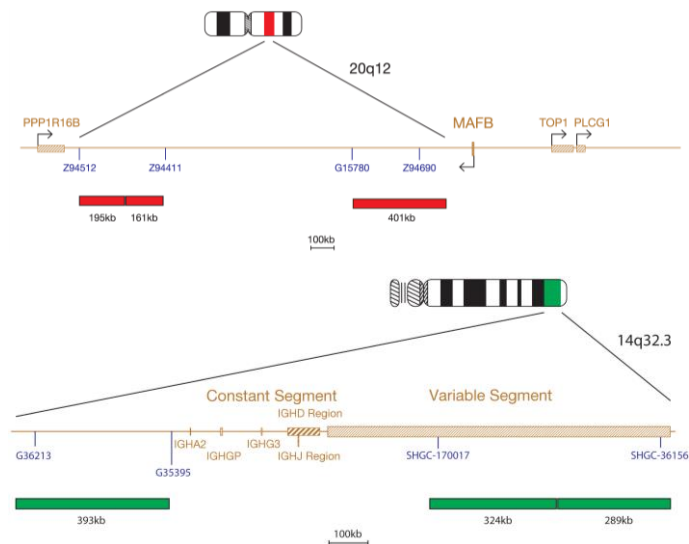 20q12
PPP1R16B
MAFB
TOP1 PLCG1
Z94512
Z94411
G15780
Z94690
195kb
161kb
401kb
100kb
14q32.3
Constant Segment
Variable Segment
IGHD Region
IGHA2
IGHG3
G36213
IGHGP
IGHJ Region
SHGC-170017
SHGC-36156
G35395
393kb
324kb
289kb
100kb